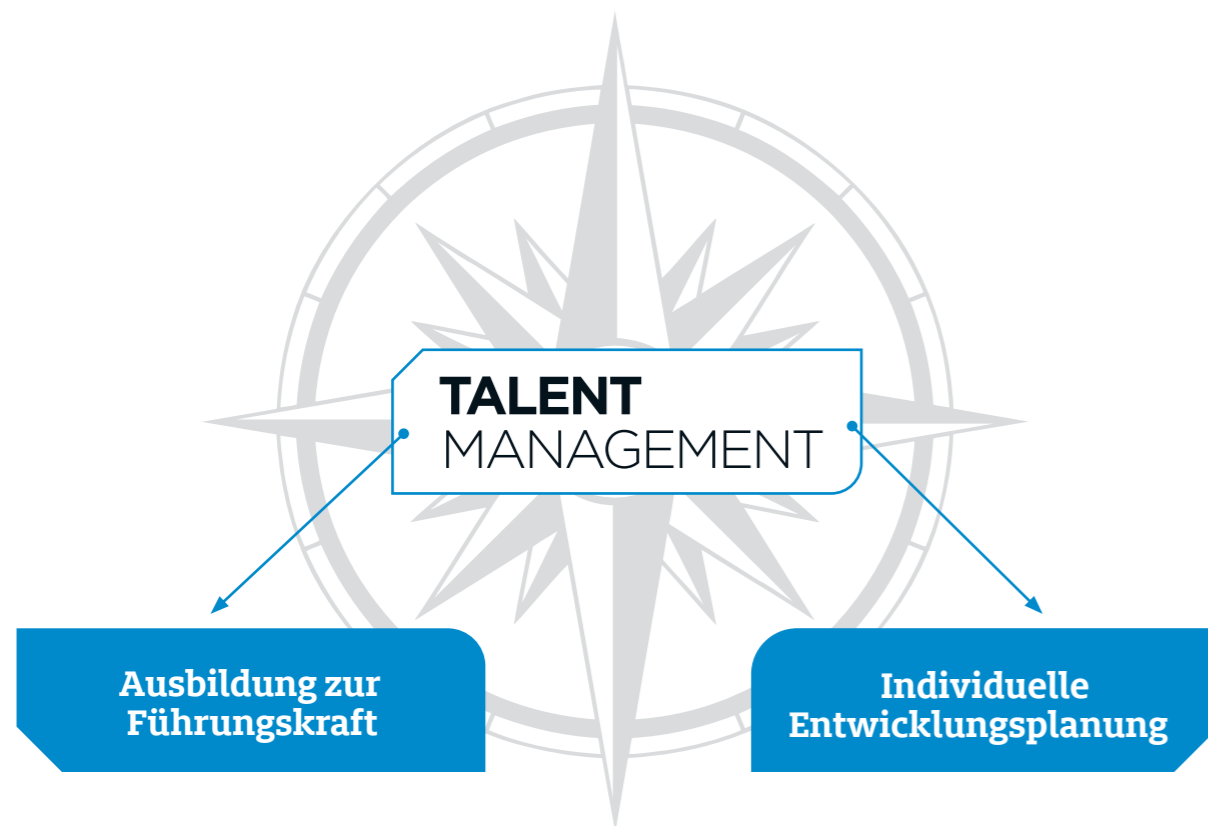 TALENT
MANAGEMENT
Ausbildung zur
Führungskraft
Individuelle
Entwicklungsplanung